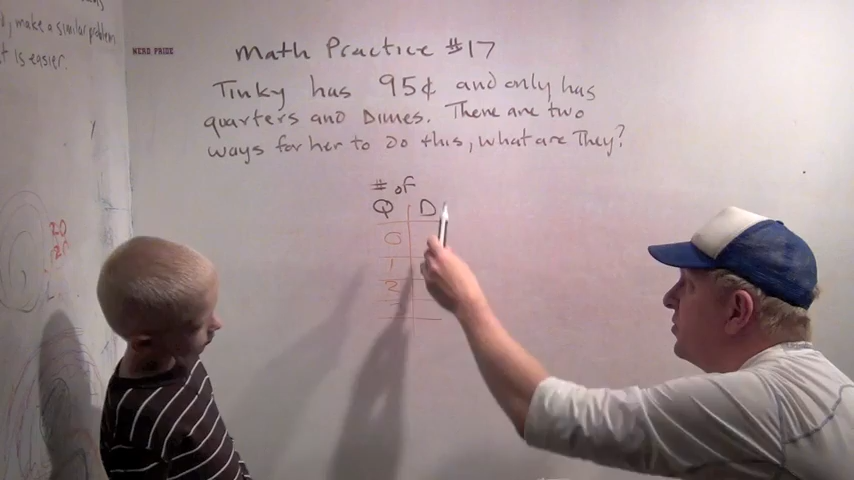 , make a similar problem
t is easier.
NERD PRIDE
Math Practice #17
Tinky has 95¢ and only has
quarters and Dimes. There are two
ways for her to do this, what are They?
# of
Q D
0
1
2
20